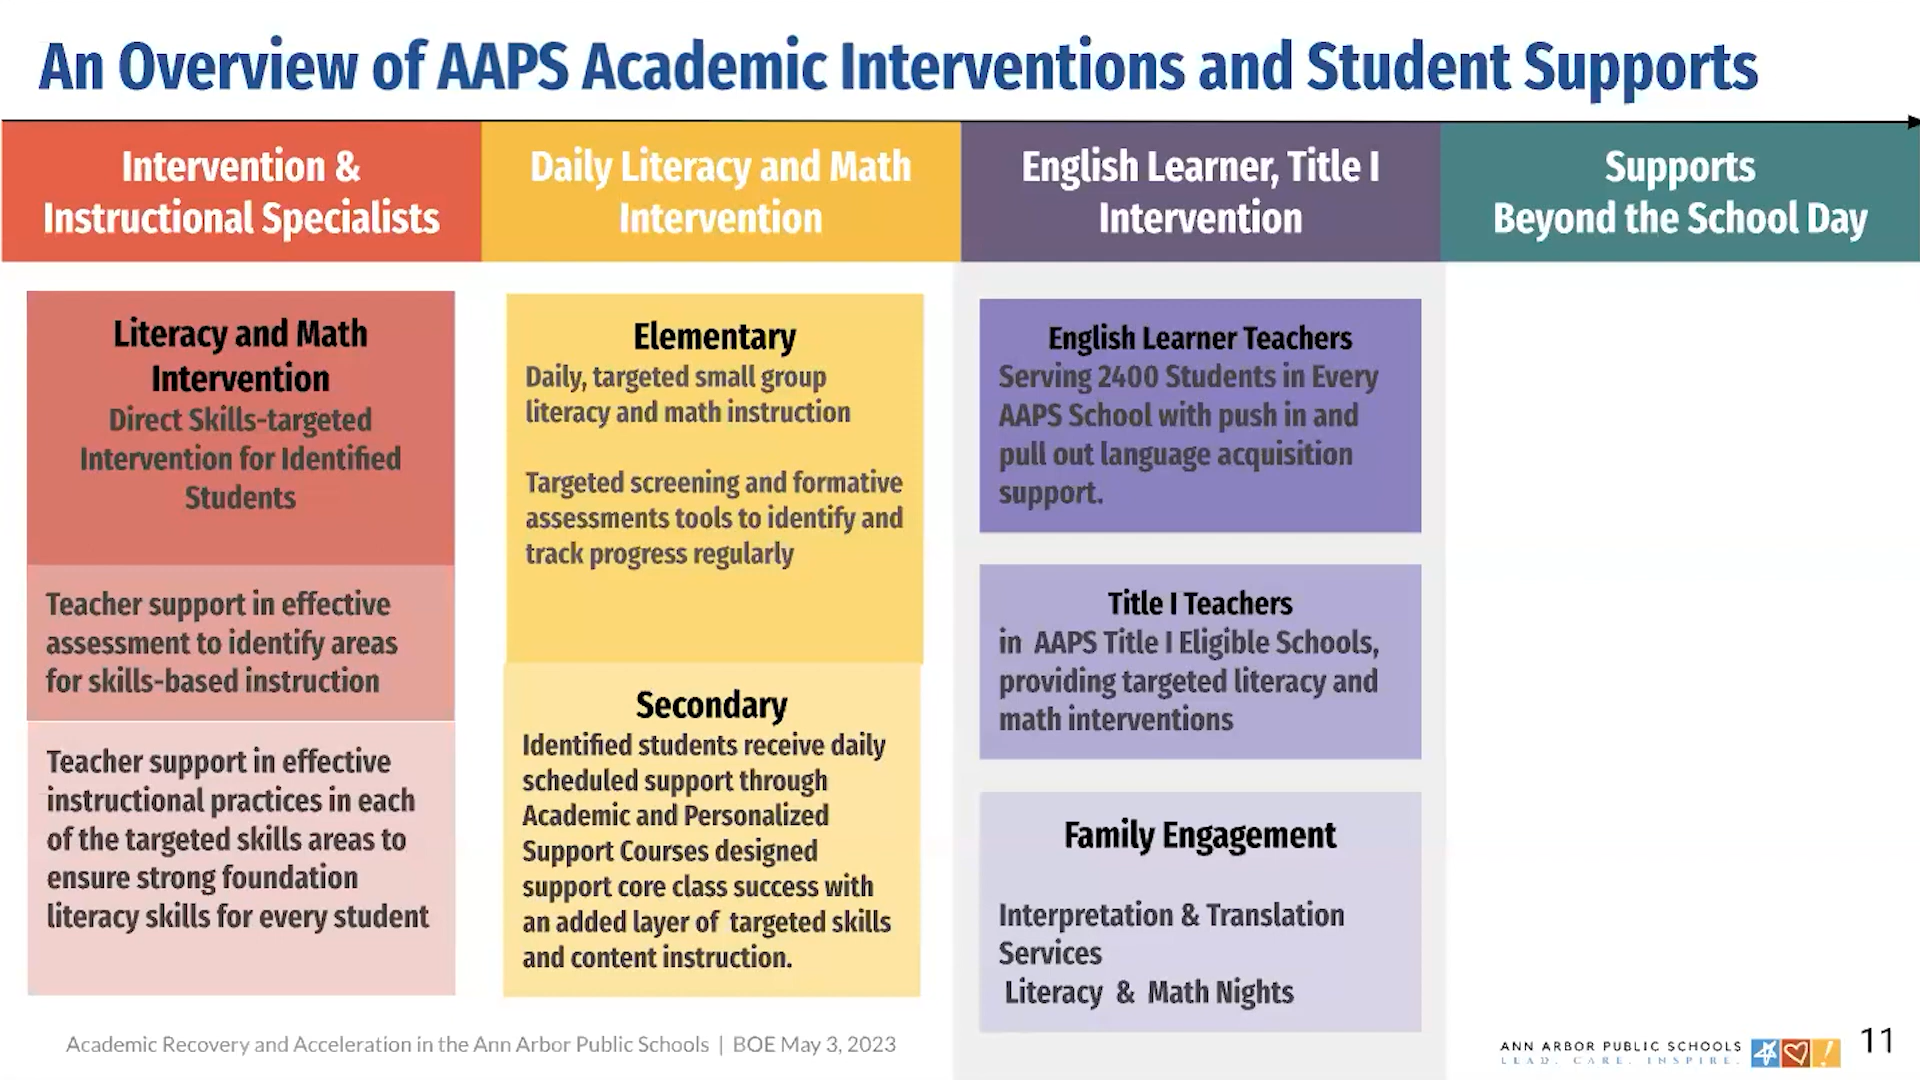 An Overview of AAPS Academic Interventions and Student Supports
Intervention &
Instructional Specialists
Daily Literacy and Math
Intervention
English Learner, Title I
Intervention
Supports
Beyond the School Day
Literacy and Math
Intervention
Direct Skills-targeted
Intervention for Identified
Students
Teacher support in effective
assessment to identify areas
for skills-based instruction
Teacher support in effective
instructional practices in each
of the targeted skills areas to
ensure strong foundation
literacy skills for every student
Elementary
Daily, targeted small group
literacy and math instruction
Targeted screening and formative
assessments tools to identify and
track progress regularly
Secondary
Identified students receive daily
scheduled support through
Academic and Personalized
Support Courses designed
support core class success with
an added layer of targeted skills
and content instruction.
English Learner Teachers
Serving 2400 Students in Every
AAPS School with push in and
pull out language acquisition
support.
Title I Teachers
in AAPS Title I Eligible Schools,
providing targeted literacy and
math interventions
Family Engagement
Interpretation & Translation
Services
Literacy & Math Nights
Academic Recovery and Acceleration in the Ann Arbor Public Schools | BOE May 3, 2023
ANN ARBOR PUBLIC SCHOOLS
LEAD. CARE. INSPIRE.
11